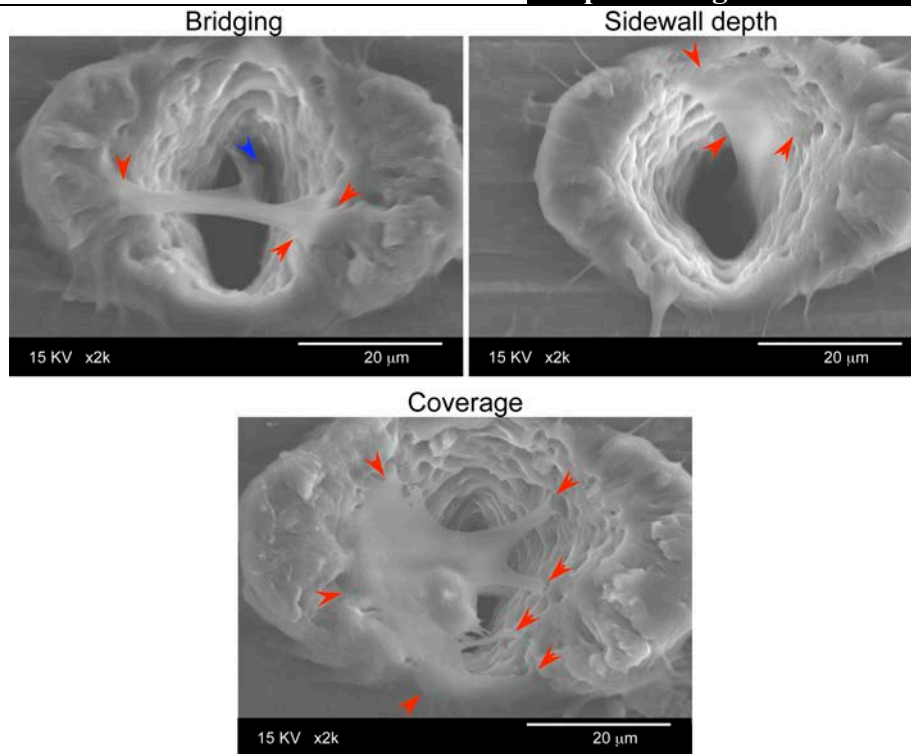 Bridging
Sidewall depth
15 KV x2k
20 μm
15 KV x2k
20 μm
Coverage
15 KV x2k
20 μm